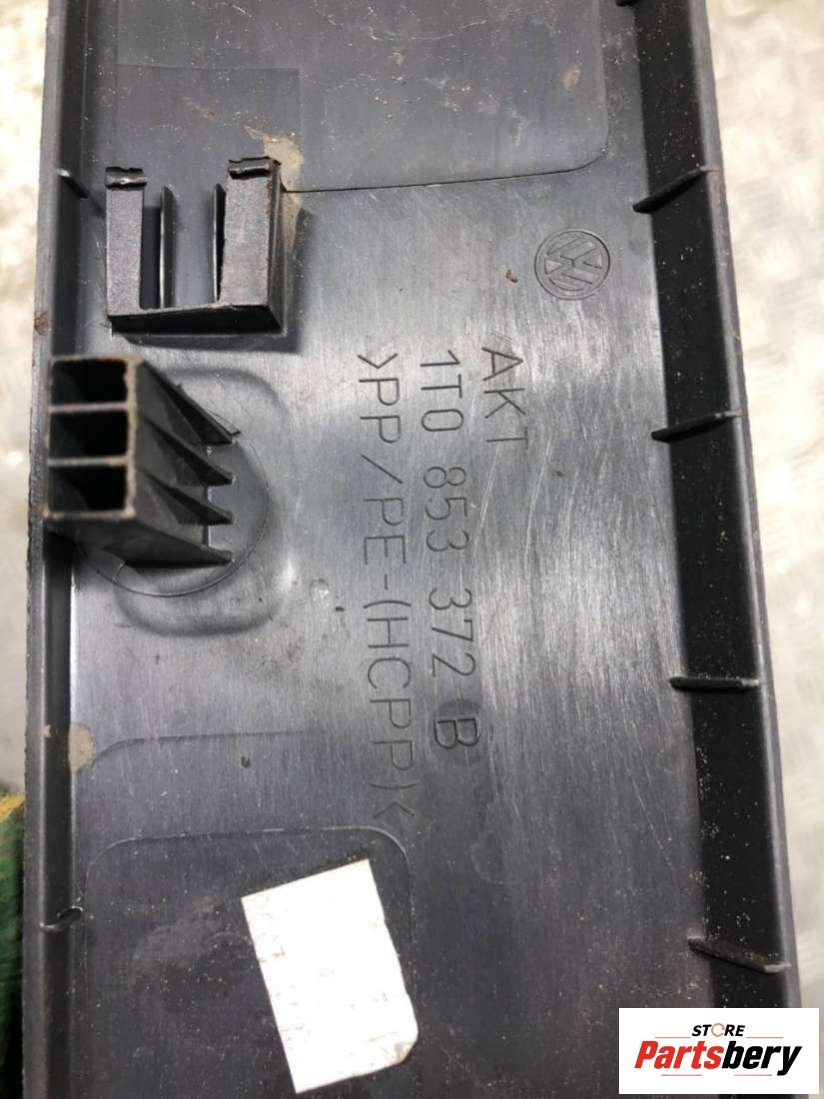 AKT
1T0 853 372 B
>PP/PE-(HCPP)<
STORE
Partsbery